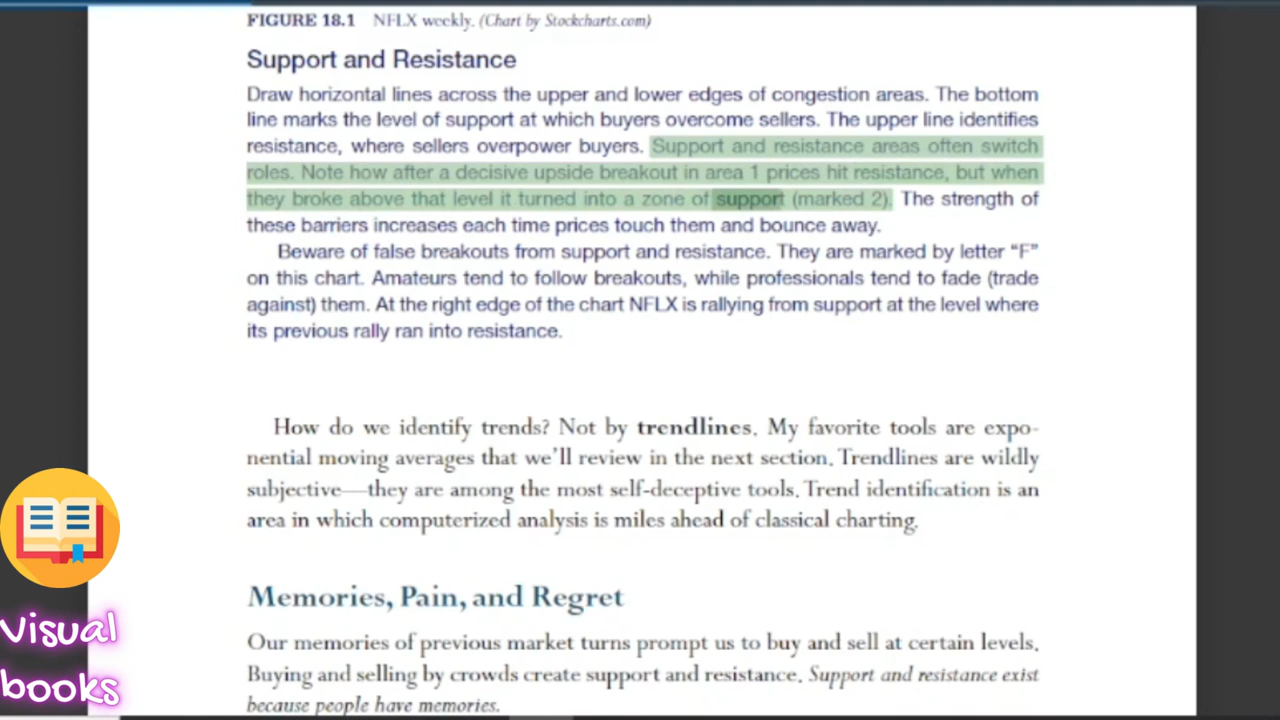 FIGURE 18.1 NFLX weekly. (Chart by Stockcharts.com)
Support and Resistance
Draw horizontal lines across the upper and lower edges of congestion areas. The bottom
line marks the level of support at which buyers overcome sellers. The upper line identifies
resistance, where sellers overpower buyers. Support and resistance areas often switch
roles. Note how after a decisive upside breakout in area 1 prices hit resistance, but when
they broke above that level it turned into a zone of support (marked 2). The strength of
these barriers increases each time prices touch them and bounce away.
Beware of false breakouts from support and resistance. They are marked by letter “F”
on this chart. Amateurs tend to follow breakouts, while professionals tend to fade (trade
against) them. At the right edge of the chart NFLX is rallying from support at the level where
its previous rally ran into resistance.
How do we identify trends? Not by trendlines. My favorite tools are expo-
nential moving averages that we’ll review in the next section. Trendlines are wildly
subjective—they are among the most self-deceptive tools. Trend identification is an
area in which computerized analysis is miles ahead of classical charting.
Memories, Pain, and Regret
Our memories of previous market turns prompt us to buy and sell at certain levels.
Buying and selling by crowds create support and resistance. Support and resistance exist
because people have memories.
Visual
books